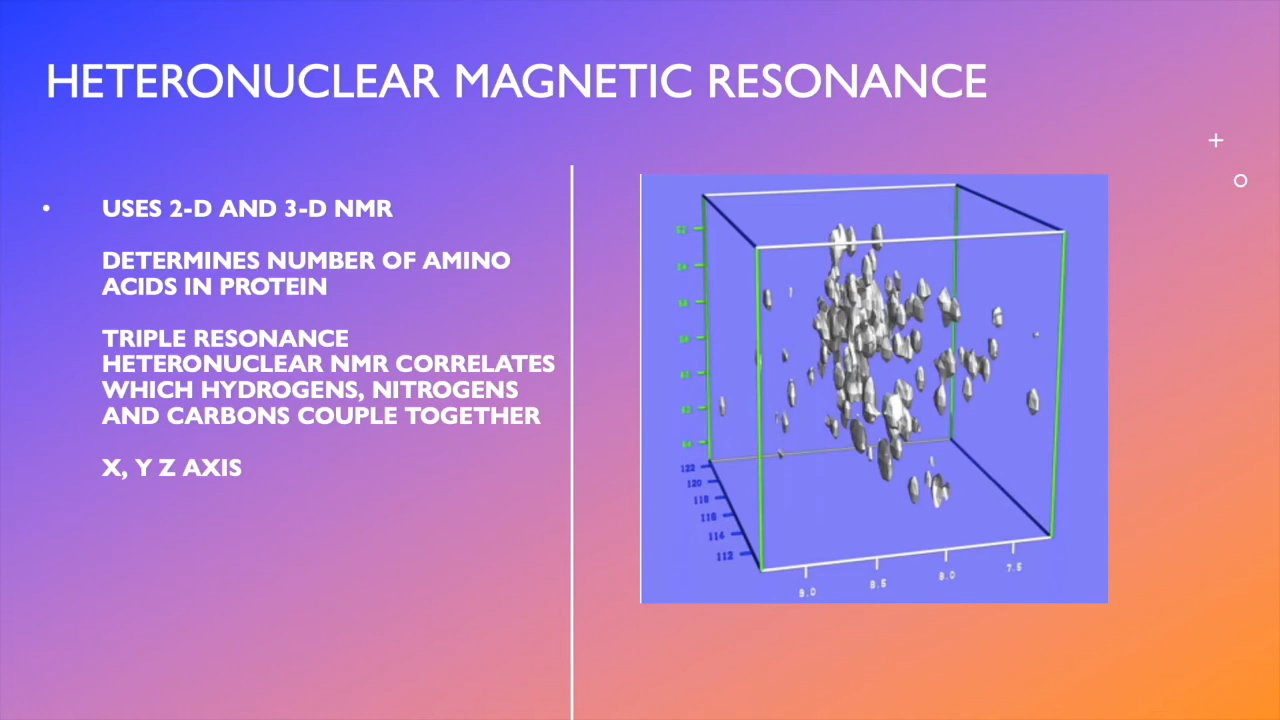 HETERONUCLEAR MAGNETIC RESONANCE
• USES 2-D AND 3-D NMR
DETERMINES NUMBER OF AMINO
ACIDS IN PROTEIN
TRIPLE RESONANCE
HETERONUCLEAR NMR CORRELATES
WHICH HYDROGENS, NITROGENS
AND CARBONS COUPLE TOGETHER
X, Y Z AXIS
122
120
118
116
114
112
9.0
8.5
8.0
7.5